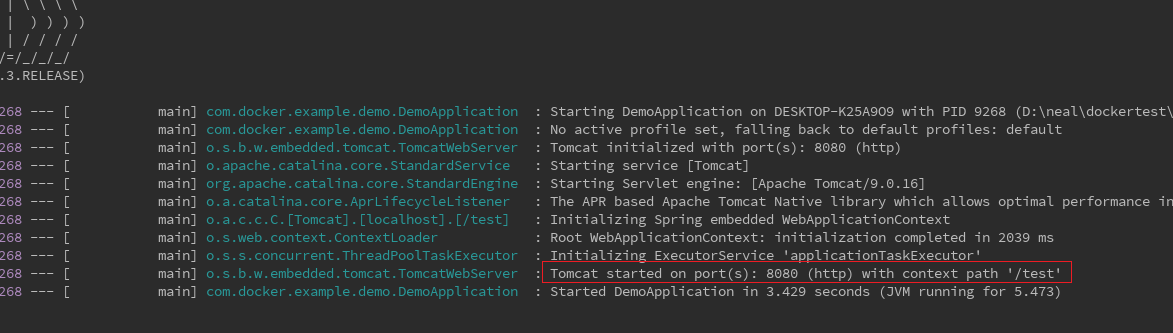 | \ \ \ \
|  ) ) ) )
| / / / /
/=/_/_/_/
.3.RELEASE)
268 --- [           main] com.docker.example.demo.DemoApplication  : Starting DemoApplication on DESKTOP-K25A9O9 with PID 9268 (D:\neal\dockertest\
268 --- [           main] com.docker.example.demo.DemoApplication  : No active profile set, falling back to default profiles: default
268 --- [           main] o.s.b.w.embedded.tomcat.TomcatWebServer  : Tomcat initialized with port(s): 8080 (http)
268 --- [           main] o.apache.catalina.core.StandardService   : Starting service [Tomcat]
268 --- [           main] org.apache.catalina.core.StandardEngine  : Starting Servlet engine: [Apache Tomcat/9.0.16]
268 --- [           main] o.a.catalina.core.AprLifecycleListener   : The APR based Apache Tomcat Native library which allows optimal performance in
268 --- [           main] o.a.c.c.C.[Tomcat].[localhost].[/test]   : Initializing Spring embedded WebApplicationContext
268 --- [           main] o.s.web.context.ContextLoader            : Root WebApplicationContext: initialization completed in 2039 ms
268 --- [           main] o.s.s.concurrent.ThreadPoolTaskExecutor  : Initializing ExecutorService 'applicationTaskExecutor'
268 --- [           main] o.s.b.w.embedded.tomcat.TomcatWebServer  : Tomcat started on port(s): 8080 (http) with context path '/test'
268 --- [           main] com.docker.example.demo.DemoApplication  : Started DemoApplication in 3.429 seconds (JVM running for 5.473)